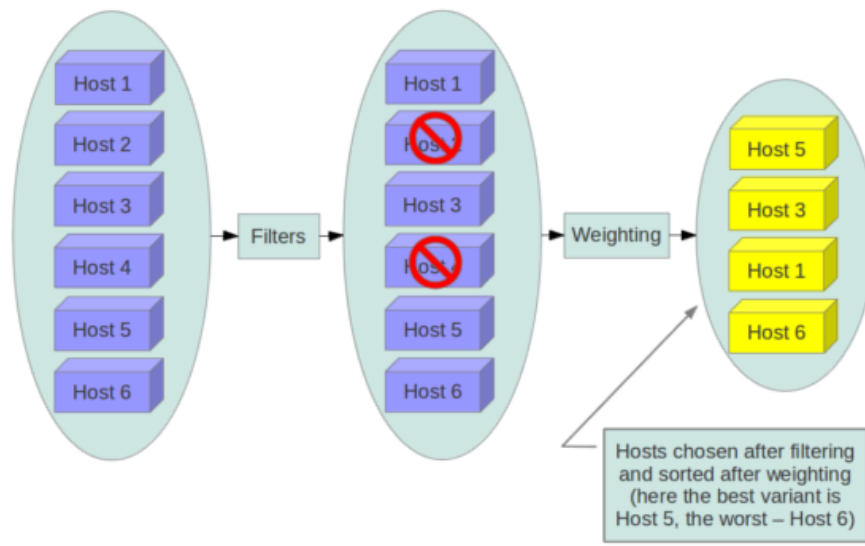 Host 1
Host 2
Host 3
Host 4
Host 5
Host 6
Filters
Host 1
Host 3
Host 5
Host 6
Weighting
Host 5
Host 3
Host 1
Host 6
Hosts chosen after filtering
and sorted after weighting
(here the best variant is
Host 5, the worst – Host 6)